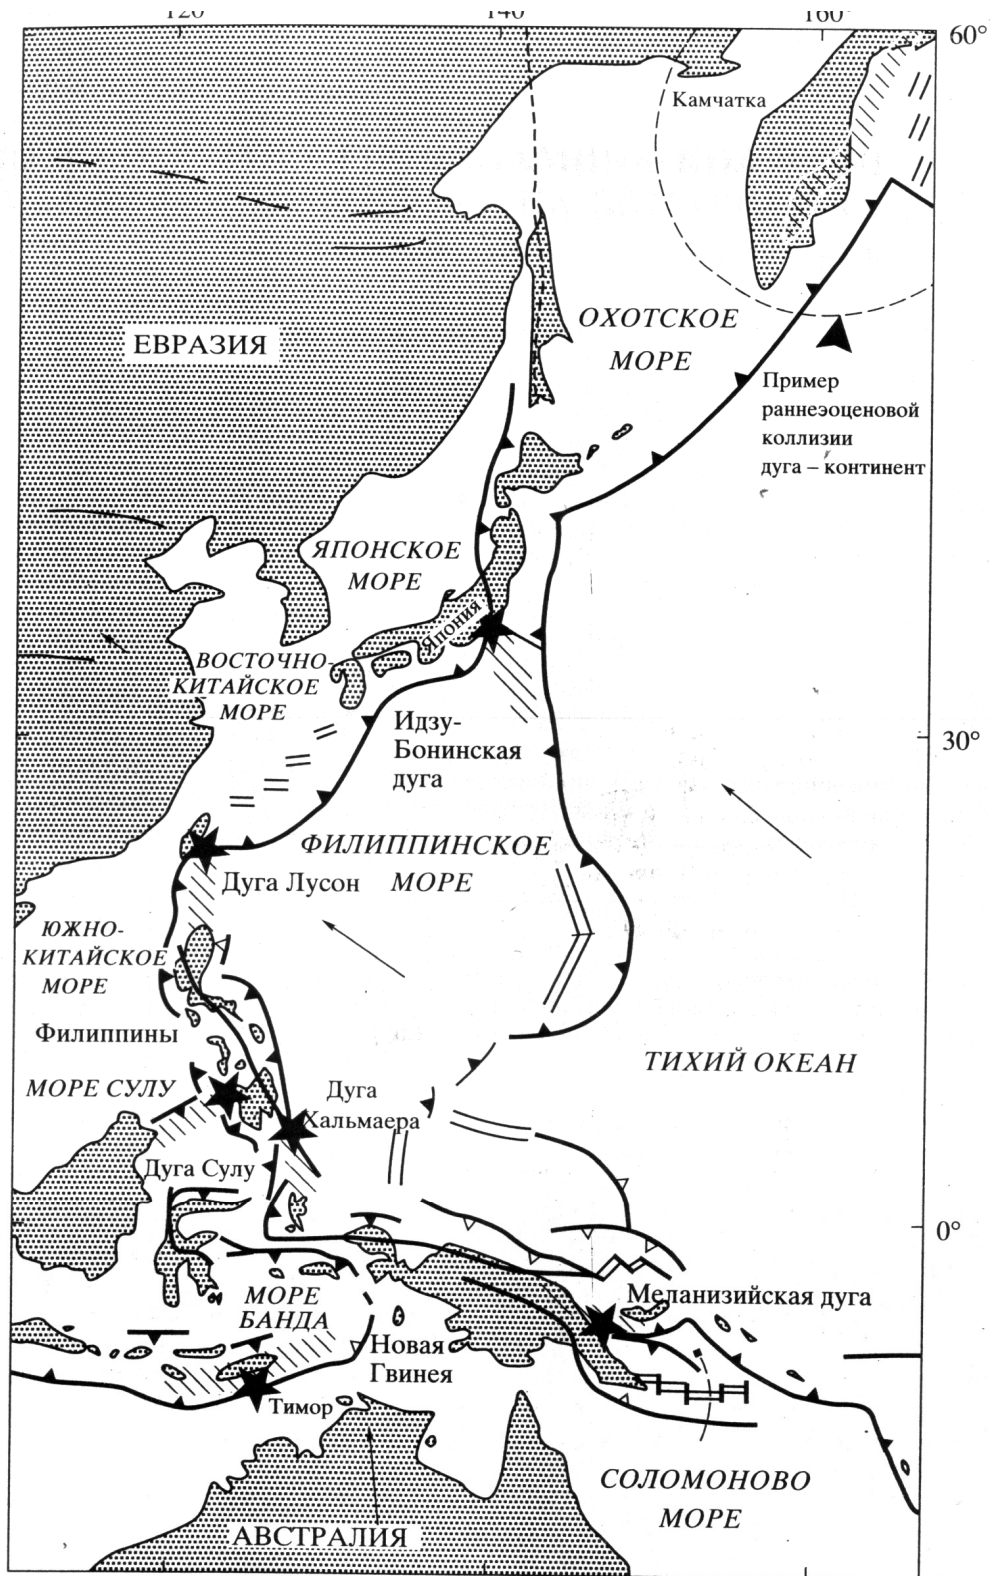 120
140
160°
60°
Камчатка
ОХОТСКОЕ
МОРЕ
ЕВРАЗИЯ
Пример
раннеэоценовой
коллизии
дуга – континент
ЯПОНСКОЕ
МОРЕ
Япония
ВОСТОЧНО-
КИТАЙСКОЕ
МОРЕ
Идзу-
Бонинская
дуга
30°
ФИЛИППИНСКОЕ
МОРЕ
Дуга Лусон
ЮЖНО-
КИТАЙСКОЕ
МОРЕ
Филиппины
ТИХИЙ ОКЕАН
МОРЕ СУЛУ
Дуга
Хальмаера
Дуга Сулу
0°
Меланизийская дуга
МОРЕ
БАНДА
Новая
Гвинея
Тимор
СОЛОМОНОВО
МОРЕ
АВСТРАЛИЯ